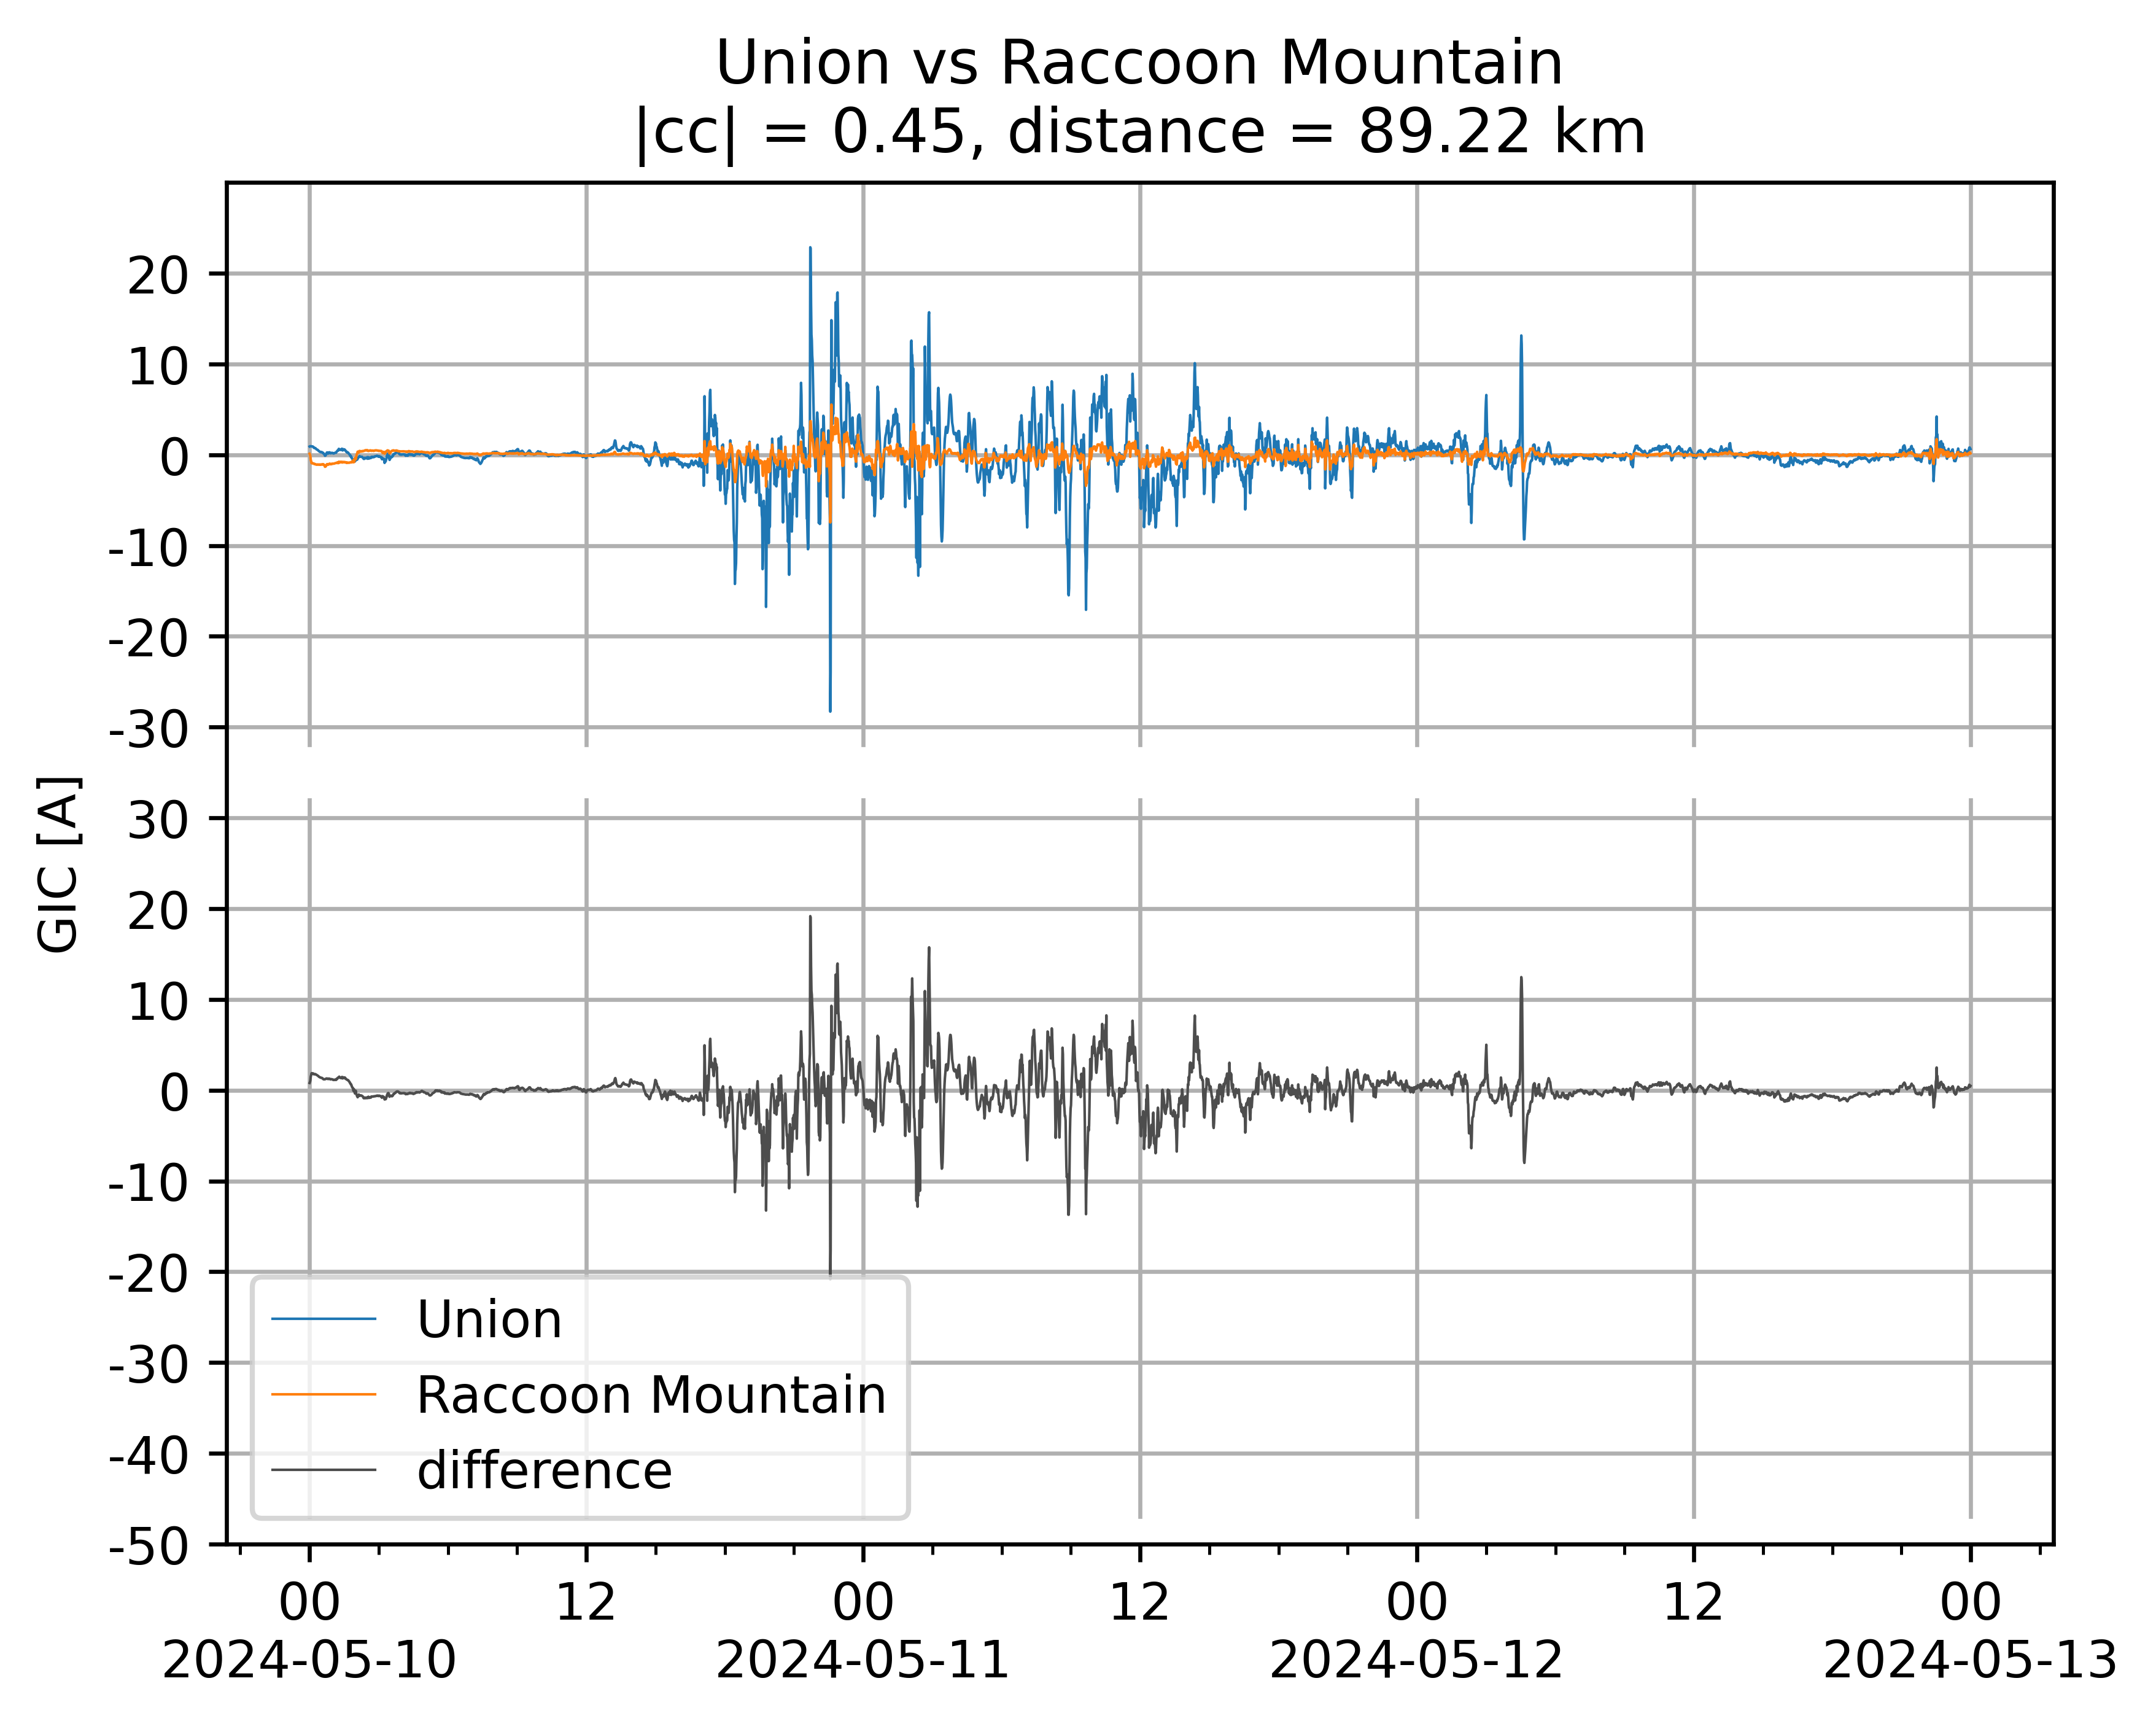 Union vs Raccoon Mountain
|cc| = 0.45, distance = 89.22 km
GIC [A]
20
10
0
-10
-20
-30
30
20
10
0
-10
-20
-30
-40
-50
Union
Raccoon Mountain
difference
00 12 00 12 00 12 00
2024-05-10 2024-05-11 2024-05-12 2024-05-13